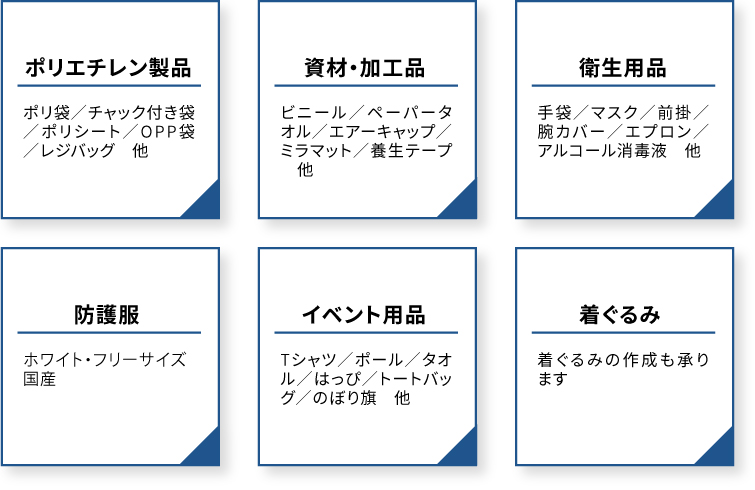 ポリエチレン製品
ポリ袋／チャック付き袋
／ポリシート／OPP袋
／レジバッグ　他
資材・加工品
ビニール／ペーパータ
オル／エアーキャップ／
ミラマット／養生テープ
　他
衛生用品
手袋／マスク／前掛／
腕カバー／エプロン／
アルコール消毒液　他
防護服
ホワイト・フリーサイズ
国産
イベント用品
Tシャツ／ポール／タオ
ル／はっぴ／トートバッ
グ／のぼり旗　他
着ぐるみ
着ぐるみの作成も承り
ます